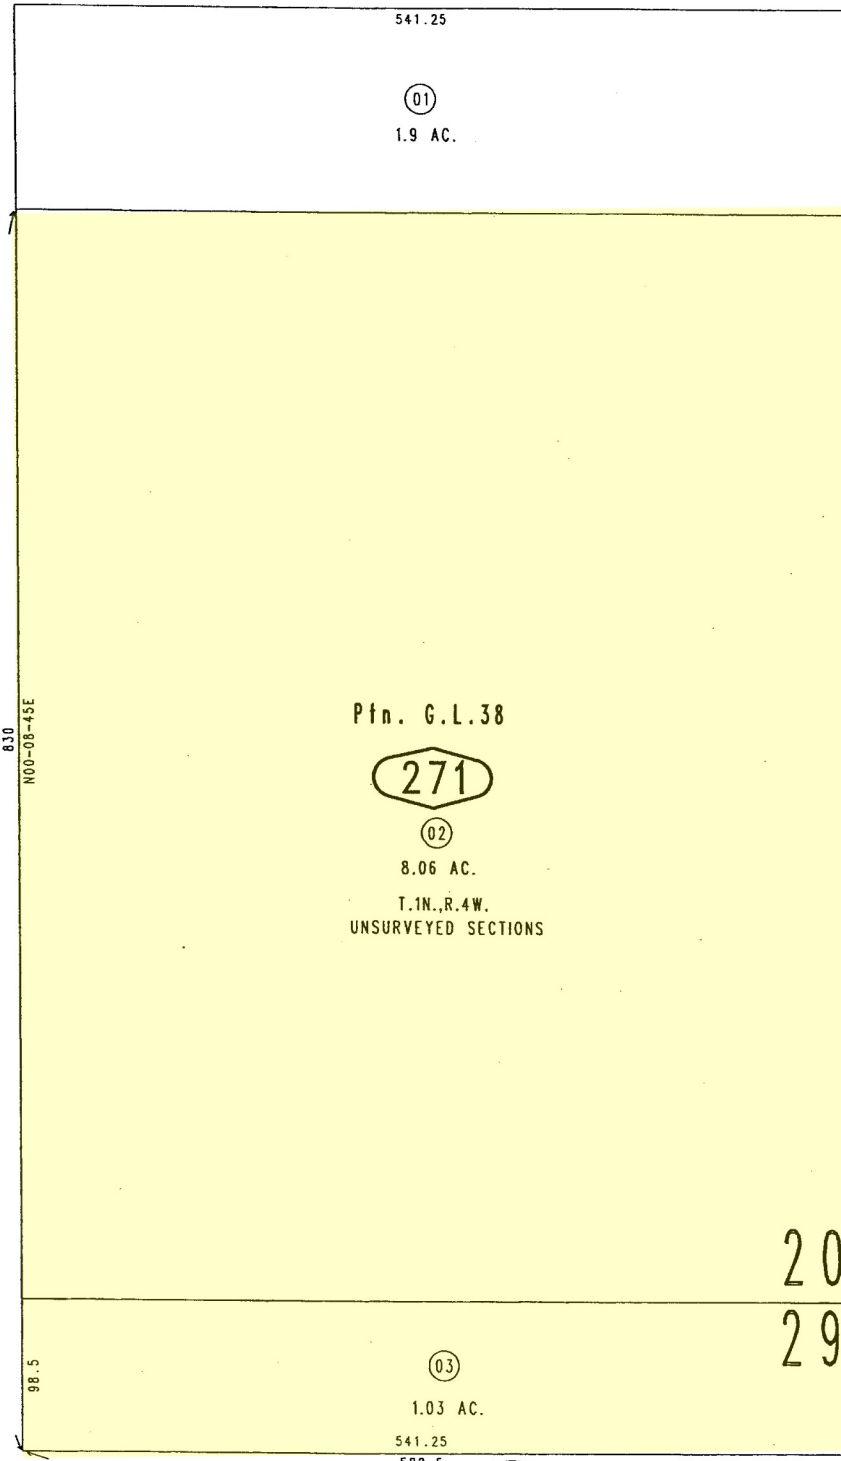 541.25
01
1.9 AC.
830
N00-08-45E
Ptn. G.L.38
271
02
8.06 AC.
T.1N.,R.4W.
UNSURVEYED SECTIONS
20
29
98.5
03
1.03 AC.
541.25